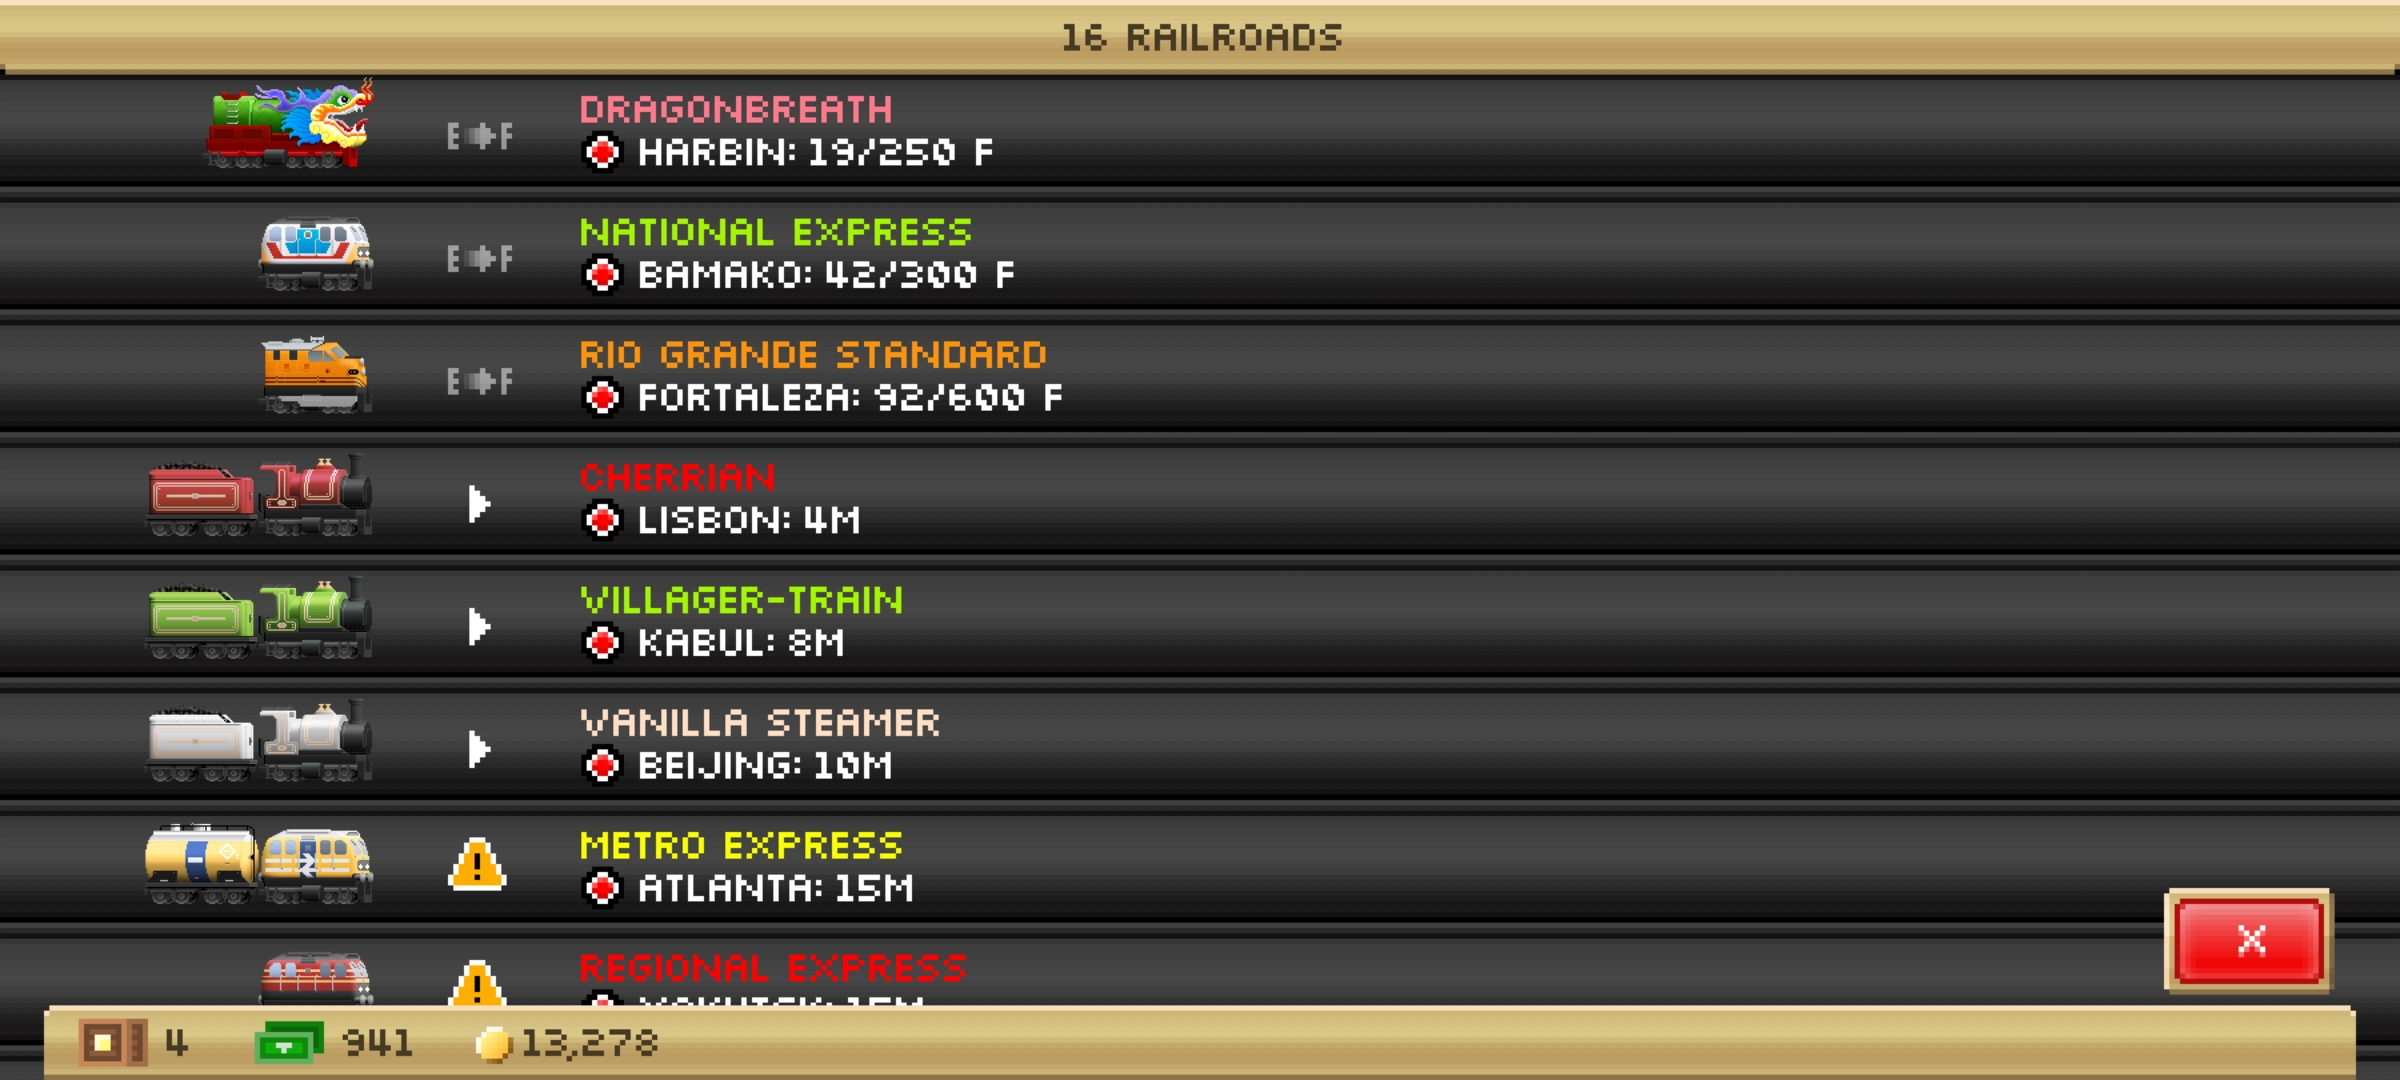 16 RAILROADS
E F
DRAGONBREATH
HARBIN: 19/250 F
E F
NATIONAL EXPRESS
BAMAKO: 42/300 F
E F
RIO GRANDE STANDARD
FORTALEZA: 92/600 F
CHERRIAN
LISBON: 4M
VILLAGER-TRAIN
KABUL: 8M
VANILLA STEAMER
BEIJING: 10M
!
METRO EXPRESS
ATLANTA: 15M
X
!
REGIONAL EXPRESS
4
941
13,278